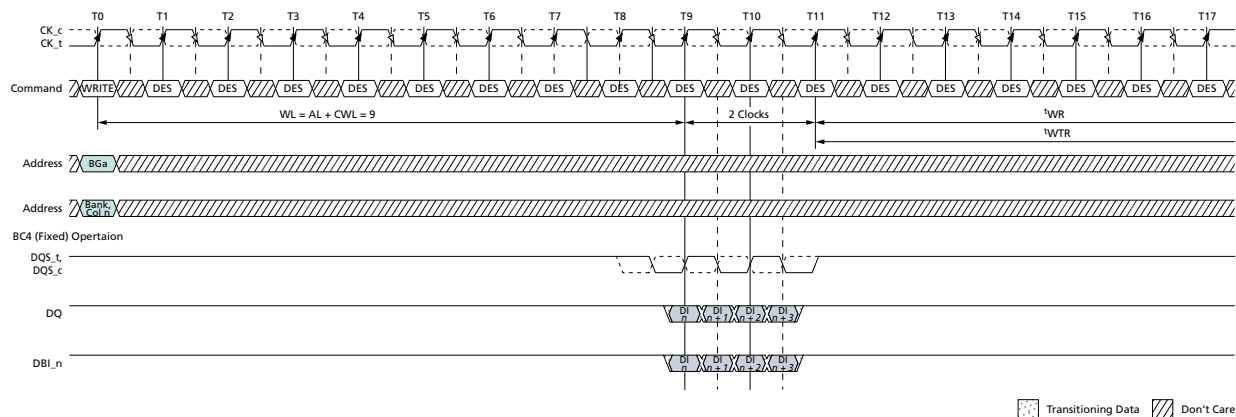 T0 T1 T2 T3 T4 T5 T6 T7 T8 T9 T10 T11 T12 T13 T14 T15 T16 T17
CK_c
CK_t
Command WRITE DES DES DES DES DES DES DES DES DES DES DES DES DES DES DES DES DES
WL = AL + CWL = 9 2 Clocks tWR
tWTR
Address BGa
Address Bank, Col n
BC4 (Fixed) Opertaion
DQS_t,
DQS_c
DQ DI n DI n + 1 DI n + 2 DI n + 3
DBI_n DI n DI n + 1 DI n + 2 DI n + 3
Transitioning Data Don't Care